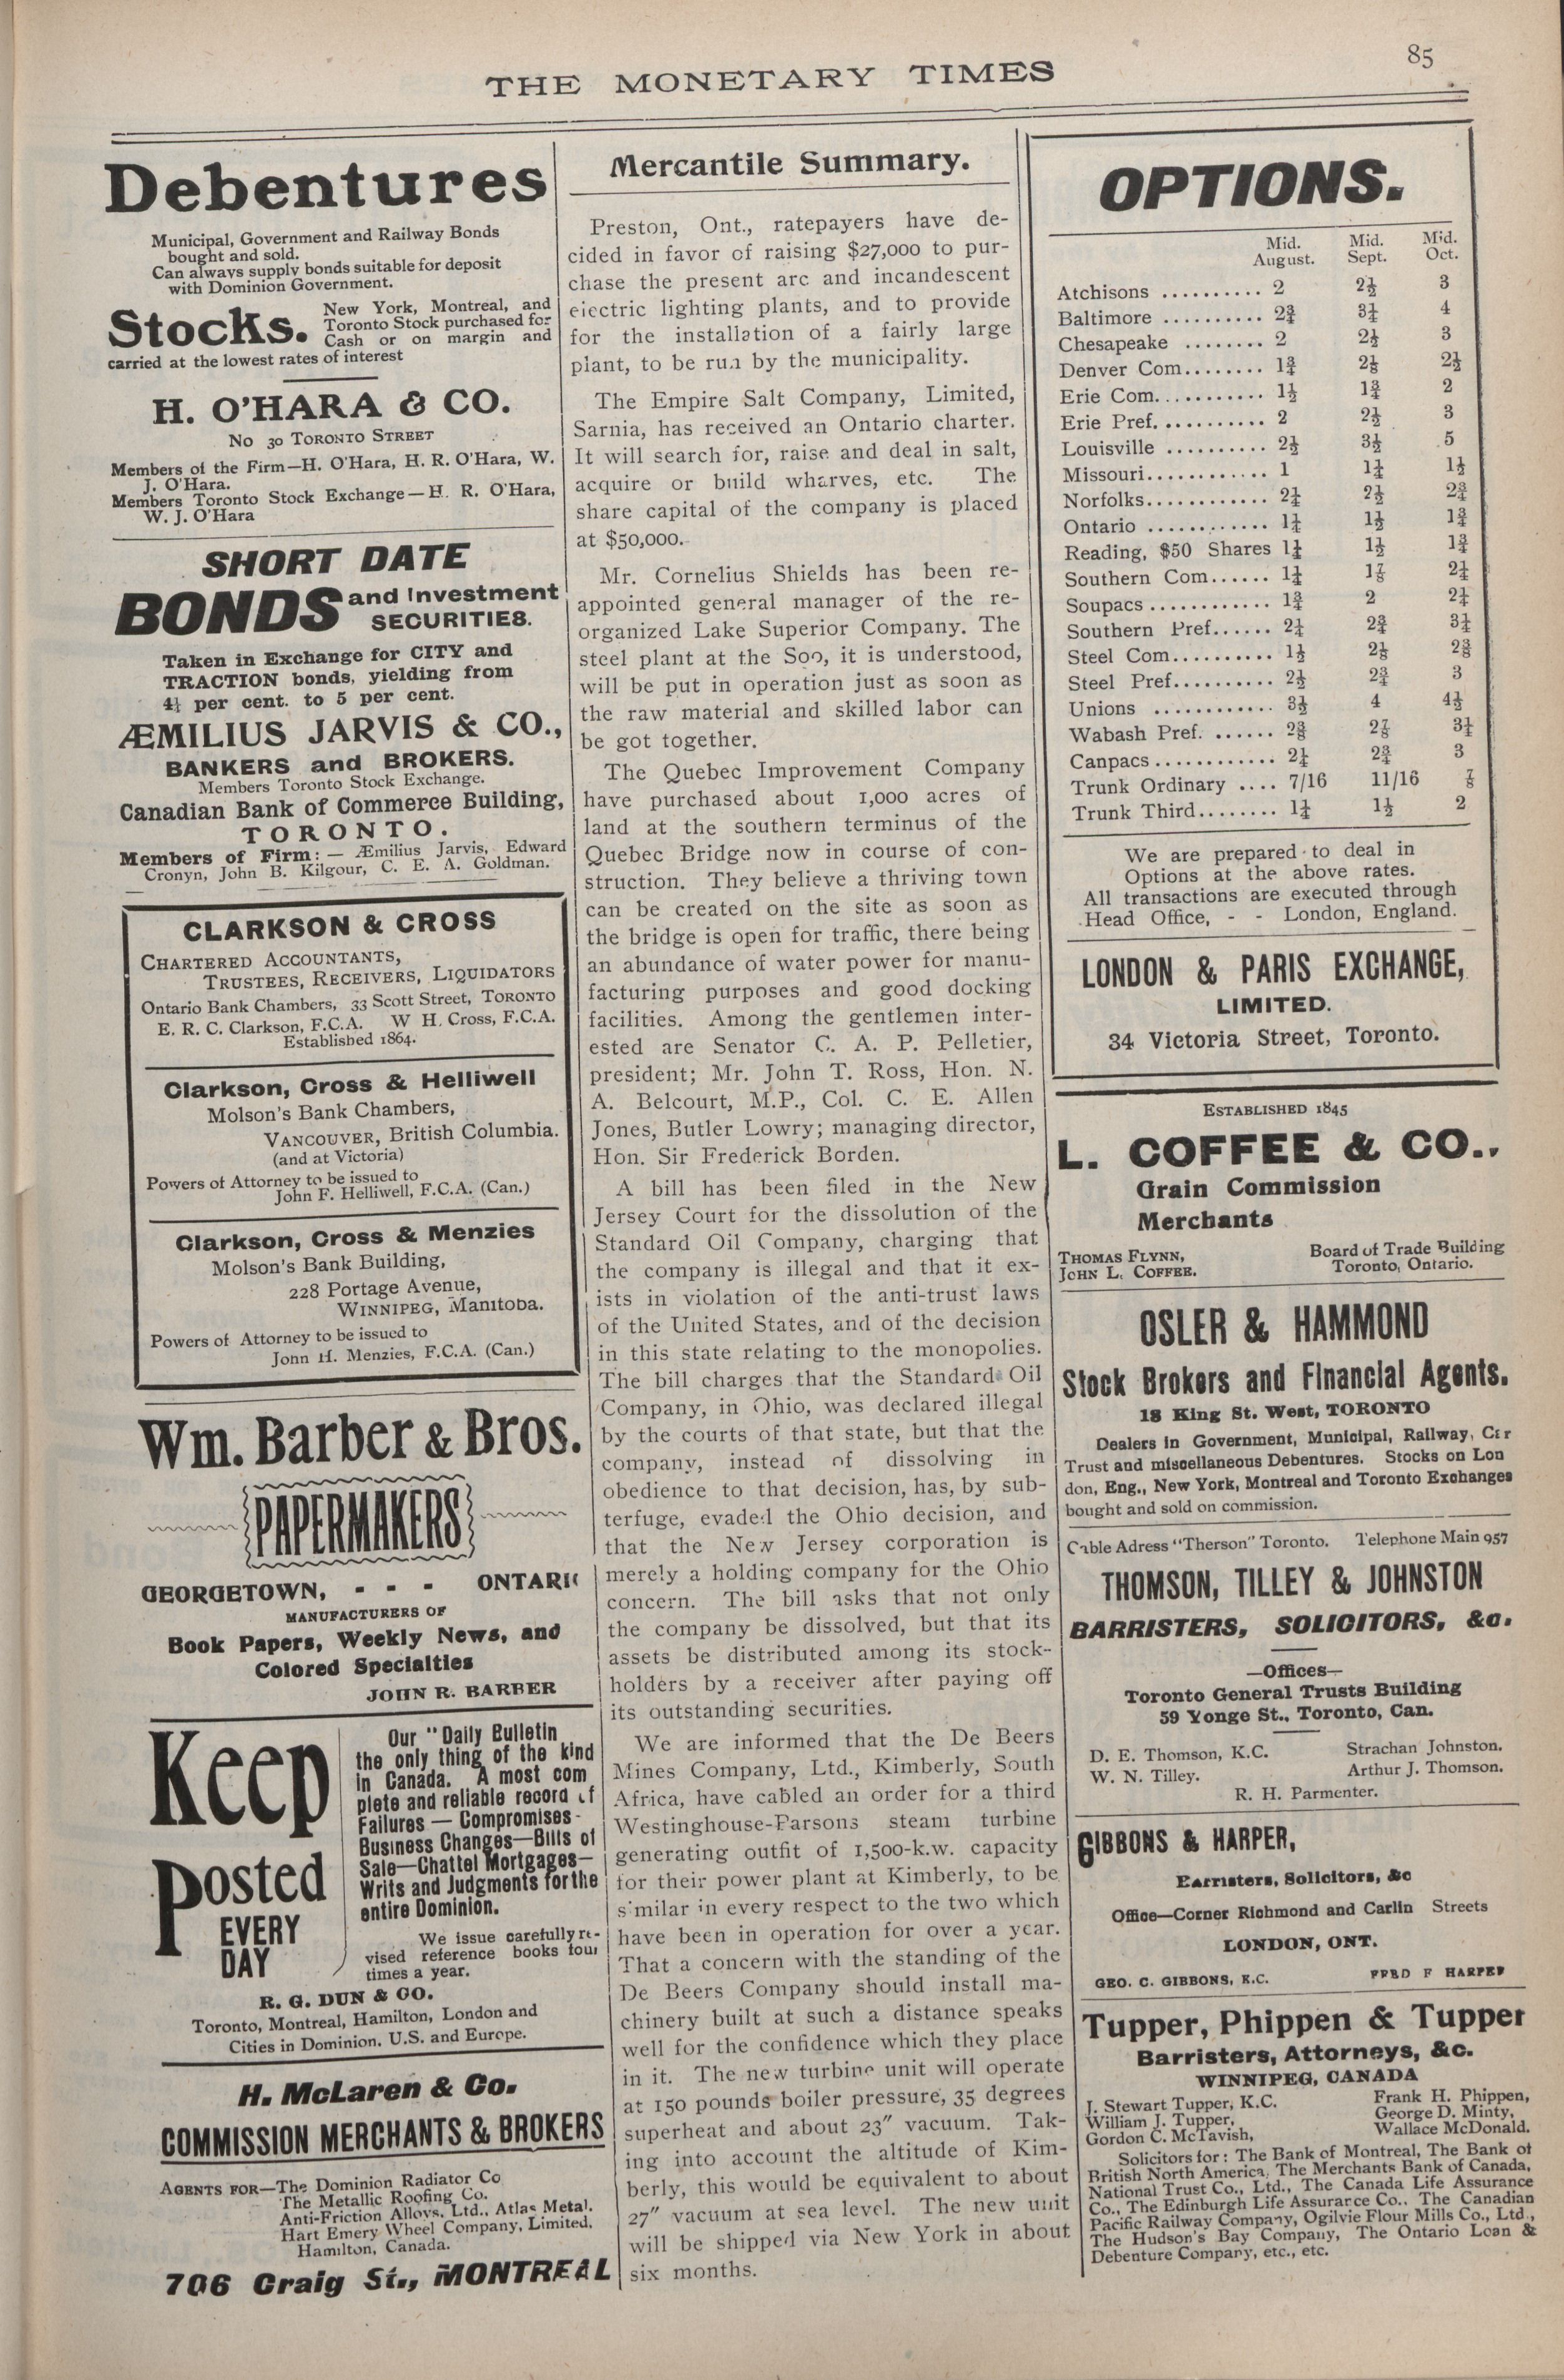 85
THE MONETARY TIMES
Debentures
Municipal, Government and Railway Bonds
bought and sold.
Can always supply bonds suitable for deposit
with Dominion Government.
Stocks.
New York, Montreal, and
Toronto Stock purchased for
Cash or on margin and
carried at the lowest rates of interest
H. O'HARA & CO.
No 30 TORONTO STREET
Members of the Firm—H. O'Hara, H. R. O'Hara, W.
J. O'Hara.
Members Toronto Stock Exchange—H. R. O'Hara,
W. J. O'Hara
SHORT DATE
BONDS and Investment
SECURITIES.
Taken in Exchange for CITY and
TRACTION bonds, yielding from
4½ per cent. to 5 per cent.
ÆMILIUS JARVIS & CO.,
BANKERS and BROKERS.
Members Toronto Stock Exchange.
Canadian Bank of Commerce Building,
TORONTO.
Members of Firm: — Æmilius Jarvis, Edward
Cronyn, John B. Kilgour, C. E. A. Goldman.
CLARKSON & CROSS
CHARTERED ACCOUNTANTS,
TRUSTEES, RECEIVERS, LIQUIDATORS
Ontario Bank Chambers, 33 Scott Street, TORONTO
E. R. C. Clarkson, F.C.A. W H. Cross, F.C.A.
Established 1864.
Clarkson, Cross & Helliwell
Molson's Bank Chambers,
VANCOUVER, British Columbia.
(and at Victoria)
Powers of Attorney to be issued to
John F. Helliwell, F.C.A. (Can.)
Clarkson, Cross & Menzies
Molson's Bank Building,
228 Portage Avenue,
WINNIPEG, Manitoba.
Powers of Attorney to be issued to
John H. Menzies, F.C.A. (Can.)
Wm. Barber & Bros.
PAPERMAKERS
GEORGETOWN, - - - ONTARI
MANUFACTURERS OF
Book Papers, Weekly News, and
Colored Specialties
JOHN R. BARBER
Keep
Posted
EVERY
DAY
Our "Daily Bulletin
the only thing of the kind
in Canada. A most com
plete and reliable record of
Failures — Compromises -
Business Changes—Bills of
Sale—Chattel Mortgages—
Writs and Judgments for the
entire Dominion.
We issue carefully re-
vised reference books four
times a year.
R. G. DUN & CO.
Toronto, Montreal, Hamilton, London and
Cities in Dominion. U.S. and Europe.
H. McLaren & Co.
COMMISSION MERCHANTS & BROKERS
AGENTS FOR—The Dominion Radiator Co
The Metallic Roofing Co.
Anti-Friction Alloys, Ltd., Atlas Metal.
Hart Emery Wheel Company, Limited,
Hamilton, Canada.
706 Craig St., MONTREAL
Mercantile Summary.
Preston, Ont., ratepayers have de-
cided in favor of raising $27,000 to pur-
chase the present arc and incandescent
electric lighting plants, and to provide
for the installation of a fairly large
plant, to be run by the municipality.
The Empire Salt Company, Limited,
Sarnia, has received an Ontario charter.
It will search for, raise and deal in salt,
acquire or build wharves, etc. The
share capital of the company is placed
at $50,000.
Mr. Cornelius Shields has been re-
appointed general manager of the re-
organized Lake Superior Company. The
steel plant at the Soo, it is understood,
will be put in operation just as soon as
the raw material and skilled labor can
be got together.
The Quebec Improvement Company
have purchased about 1,000 acres of
land at the southern terminus of the
Quebec Bridge now in course of con-
struction. They believe a thriving town
can be created on the site as soon as
the bridge is open for traffic, there being
an abundance of water power for manu-
facturing purposes and good docking
facilities. Among the gentlemen inter-
ested are Senator C. A. P. Pelletier,
president; Mr. John T. Ross, Hon. N.
A. Belcourt, M.P., Col. C. E. Allen
Jones, Butler Lowry; managing director,
Hon. Sir Frederick Borden.
A bill has been filed in the New
Jersey Court for the dissolution of the
Standard Oil Company, charging that
the company is illegal and that it ex-
ists in violation of the anti-trust laws
of the United States, and of the decision
in this state relating to the monopolies.
The bill charges that the Standard Oil
Company, in Ohio, was declared illegal
by the courts of that state, but that the
company, instead of dissolving in
obedience to that decision, has, by sub-
terfuge, evaded the Ohio decision, and
that the New Jersey corporation is
merely a holding company for the Ohio
concern. The bill asks that not only
the company be dissolved, but that its
assets be distributed among its stock-
holders by a receiver after paying off
its outstanding securities.
We are informed that the De Beers
Mines Company, Ltd., Kimberly, South
Africa, have cabled an order for a third
Westinghouse-Parsons steam turbine
generating outfit of 1,500-k.w. capacity
for their power plant at Kimberly, to be
similar in every respect to the two which
have been in operation for over a year.
That a concern with the standing of the
De Beers Company should install ma-
chinery built at such a distance speaks
well for the confidence which they place
in it. The new turbine unit will operate
at 150 pounds boiler pressure, 35 degrees
superheat and about 23" vacuum. Tak-
ing into account the altitude of Kim-
berly, this would be equivalent to about
27" vacuum at sea level. The new unit
will be shipped via New York in about
six months.
OPTIONS.
Mid. Mid. Mid.
August. Sept. Oct.
Atchisons .......... 2 2½ 3
Baltimore .......... 2¾ 3¼ 4
Chesapeake ........ 2 2½ 3
Denver Com........ 1¾ 2⅛ 2½
Erie Com........... 1½ 1¾ 2
Erie Pref........... 2 2½ 3
Louisville .......... 2½ 3½ 5
Missouri............ 1 1¼ 1½
Norfolks............ 2¼ 2½ 2¾
Ontario ............ 1¼ 1½ 1¾
Reading, $50 Shares 1¼ 1½ 1¾
Southern Com...... 1¼ 1⅞ 2¼
Soupacs ............ 1¾ 2 2¼
Southern Pref...... 2¼ 2¾ 3¼
Steel Com.......... 1½ 2⅛ 2⅜
Steel Pref.......... 2½ 2¾ 3
Unions ............ 3½ 4 4½
Wabash Pref. ...... 2⅜ 2⅞ 3¼
Canpacs ............ 2¼ 2¾ 3
Trunk Ordinary .... 7/16 11/16 ⅞
Trunk Third........ 1¼ 1½ 2
We are prepared to deal in
Options at the above rates.
All transactions are executed through
Head Office, - - London, England.
LONDON & PARIS EXCHANGE,
LIMITED.
34 Victoria Street, Toronto.
ESTABLISHED 1845
L. COFFEE & CO.,
Grain Commission
Merchants
THOMAS FLYNN,
JOHN L. COFFEE.
Board of Trade Building
Toronto, Ontario.
OSLER & HAMMOND
Stock Brokers and Financial Agents.
18 King St. West, TORONTO
Dealers in Government, Municipal, Railway, Car
Trust and miscellaneous Debentures. Stocks on Lon
don, Eng., New York, Montreal and Toronto Exchanges
bought and sold on commission.
Cable Adress "Therson" Toronto. Telephone Main 957
THOMSON, TILLEY & JOHNSTON
BARRISTERS, SOLICITORS, &c.
—Offices—
Toronto General Trusts Building
59 Yonge St., Toronto, Can.
D. E. Thomson, K.C. Strachan Johnston.
W. N. Tilley. Arthur J. Thomson.
R. H. Parmenter.
GIBBONS & HARPER,
Barristers, Solicitors, &c
Office—Corner Richmond and Carlin Streets
LONDON, ONT.
GEO. C. GIBBONS, K.C. FRED F HARPER
Tupper, Phippen & Tupper
Barristers, Attorneys, &c.
WINNIPEG, CANADA
J. Stewart Tupper, K.C. Frank H. Phippen,
William J. Tupper, George D. Minty,
Gordon C. McTavish, Wallace McDonald.
Solicitors for: The Bank of Montreal, The Bank of
British North America, The Merchants Bank of Canada,
National Trust Co., Ltd., The Canada Life Assurance
Co., The Edinburgh Life Assurance Co., The Canadian
Pacific Railway Company, Ogilvie Flour Mills Co., Ltd.,
The Hudson's Bay Company, The Ontario Loan &
Debenture Company, etc., etc.